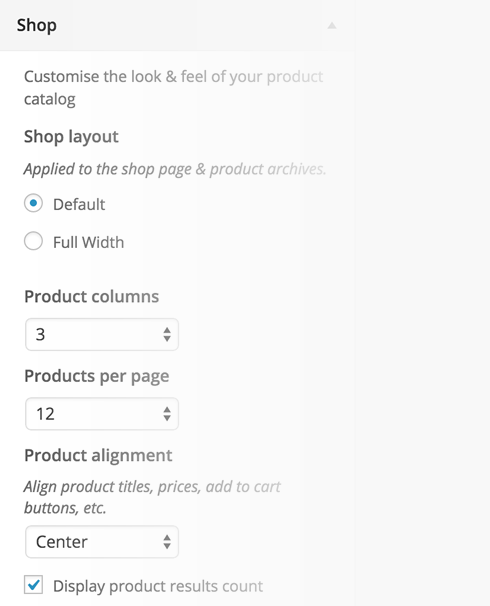 Shop
Customise the look & feel of your product
catalog
Shop layout
Applied to the shop page & product archives.
Default
Full Width
Product columns
3
Products per page
12
Product alignment
Align product titles, prices, add to cart
buttons, etc.
Center
Display product results count